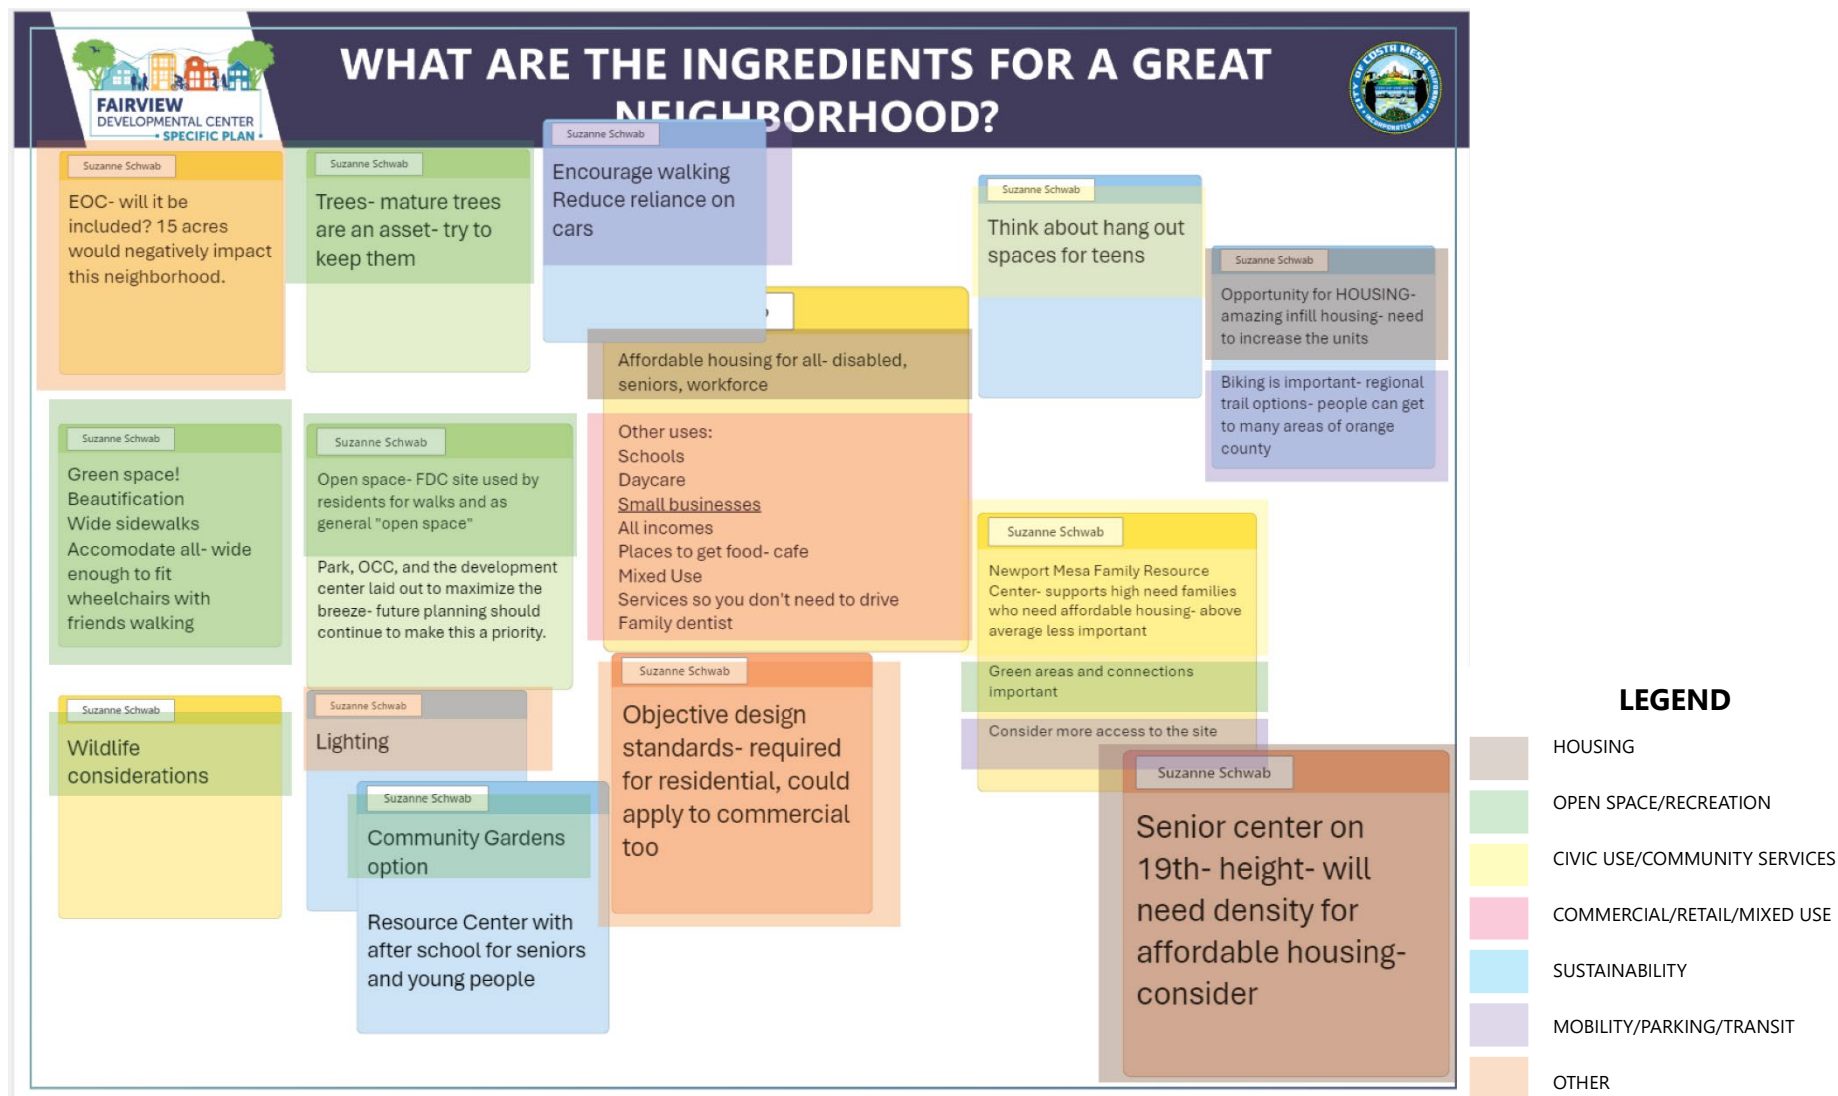 FAIRVIEW
DEVELOPMENTAL CENTER
• SPECIFIC PLAN •
WHAT ARE THE INGREDIENTS FOR A GREAT
NEIGHBORHOOD?
CITY OF COSTA MESA CALIFORNIA
INCORPORATED 1953
Suzanne Schwab
EOC- will it be
included? 15 acres
would negatively impact
this neighborhood.
Suzanne Schwab
Trees- mature trees
are an asset- try to
keep them
Suzanne Schwab
Encourage walking
Reduce reliance on
cars
Suzanne Schwab
Think about hang out
spaces for teens
Suzanne Schwab
Opportunity for HOUSING-
amazing infill housing- need
to increase the units
Biking is important- regional
trail options- people can get
to many areas of orange
county
Affordable housing for all- disabled,
seniors, workforce
Other uses:
Schools
Daycare
Small businesses
All incomes
Places to get food- cafe
Mixed Use
Services so you don't need to drive
Family dentist
Suzanne Schwab
Green space!
Beautification
Wide sidewalks
Accomodate all- wide
enough to fit
wheelchairs with
friends walking
Suzanne Schwab
Open space- FDC site used by
residents for walks and as
general "open space"
Park, OCC, and the development
center laid out to maximize the
breeze- future planning should
continue to make this a priority.
Suzanne Schwab
Newport Mesa Family Resource
Center- supports high need families
who need affordable housing- above
average less important
Green areas and connections
important
Consider more access to the site
Suzanne Schwab
Wildlife
considerations
Suzanne Schwab
Lighting
Suzanne Schwab
Community Gardens
option
Resource Center with
after school for seniors
and young people
Suzanne Schwab
Objective design
standards- required
for residential, could
apply to commercial
too
Suzanne Schwab
Senior center on
19th- height- will
need density for
affordable housing-
consider
LEGEND
HOUSING
OPEN SPACE/RECREATION
CIVIC USE/COMMUNITY SERVICES
COMMERCIAL/RETAIL/MIXED USE
SUSTAINABILITY
MOBILITY/PARKING/TRANSIT
OTHER